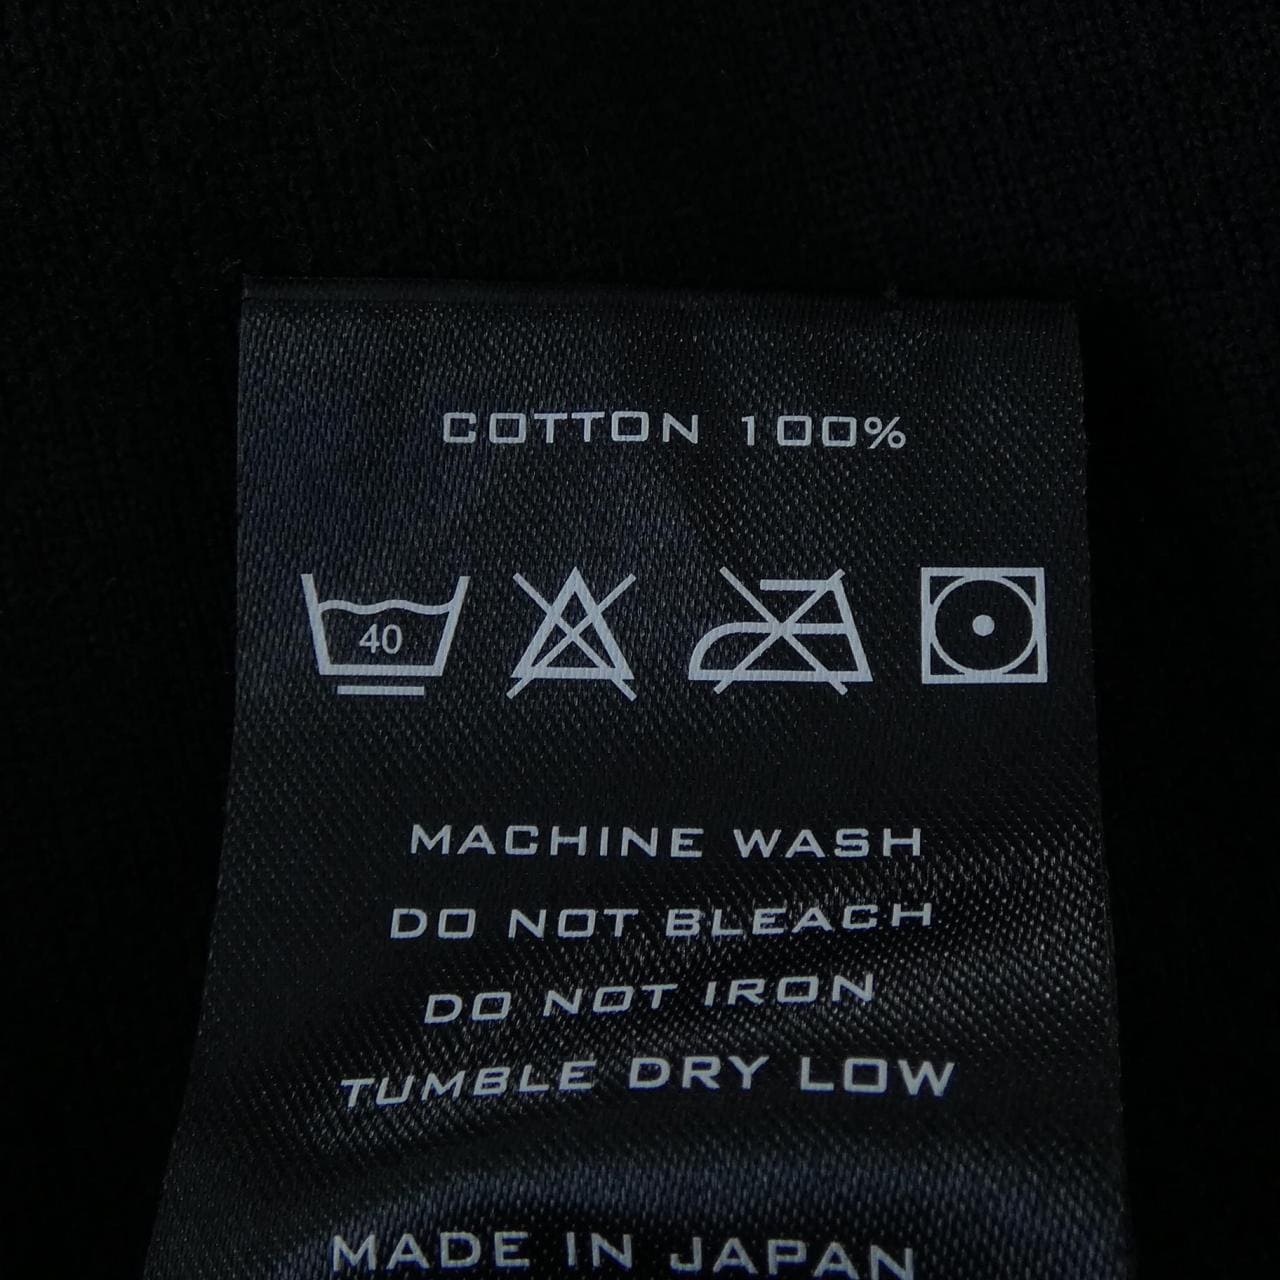 COTTON 100%
40
MACHINE WASH
DO NOT BLEACH
DO NOT IRON
TUMBLE DRY LOW
MADE IN JAPAN